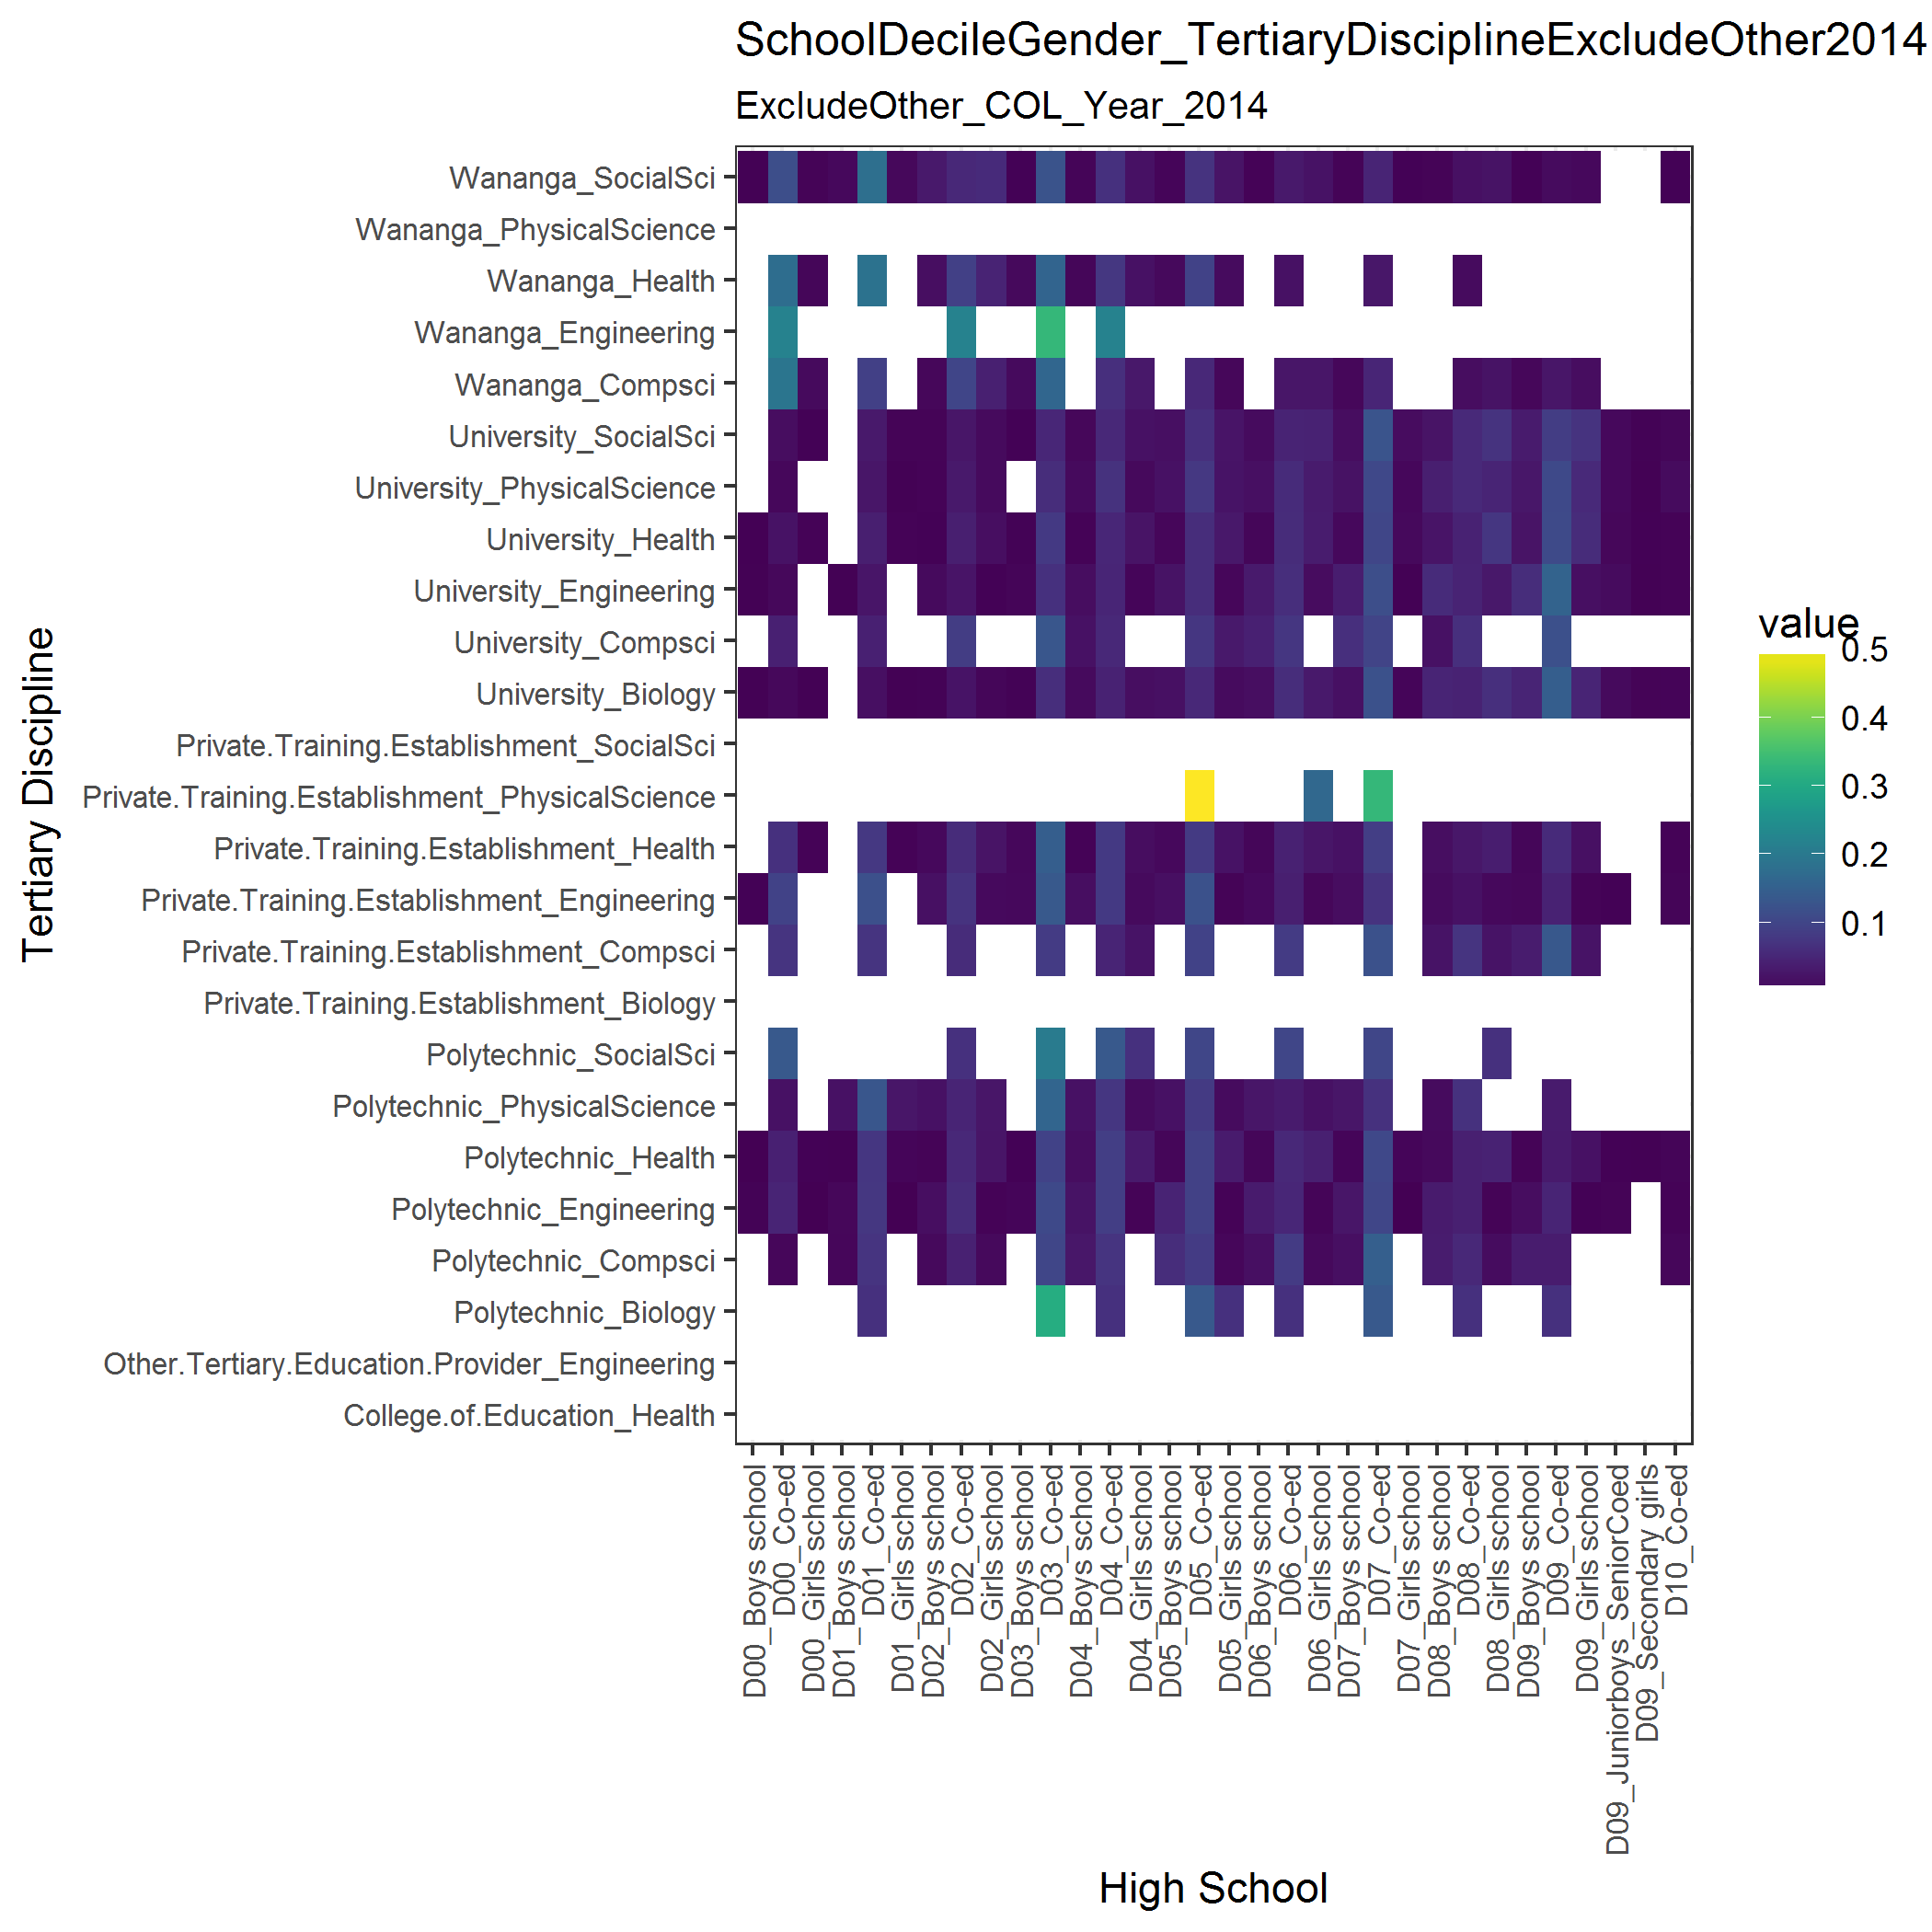 SchoolDecileGender_TertiaryDisciplineExcludeOther2014
ExcludeOther_COL_Year_2014
Tertiary Discipline
Wananga_SocialSci
Wananga_PhysicalScience
Wananga_Health
Wananga_Engineering
Wananga_Compsci
University_SocialSci
University_PhysicalScience
University_Health
University_Engineering
University_Compsci
University_Biology
Private.Training.Establishment_SocialSci
Private.Training.Establishment_PhysicalScience
Private.Training.Establishment_Health
Private.Training.Establishment_Engineering
Private.Training.Establishment_Compsci
Private.Training.Establishment_Biology
Polytechnic_SocialSci
Polytechnic_PhysicalScience
Polytechnic_Health
Polytechnic_Engineering
Polytechnic_Compsci
Polytechnic_Biology
Other.Tertiary.Education.Provider_Engineering
College.of.Education_Health
D00_Boys school
D00_Co-ed
D00_Girls school
D01_Boys school
D01_Co-ed
D01_Girls school
D02_Boys school
D02_Co-ed
D02_Girls school
D03_Boys school
D03_Co-ed
D04_Boys school
D04_Co-ed
D04_Girls school
D05_Boys school
D05_Co-ed
D05_Girls school
D06_Boys school
D06_Co-ed
D06_Girls school
D07_Boys school
D07_Co-ed
D07_Girls school
D08_Boys school
D08_Co-ed
D08_Girls school
D09_Boys school
D09_Co-ed
D09_Girls school
D09_Juniorboys_SeniorCoed
D09_Secondary girls
D10_Co-ed
High School
value
0.5
0.4
0.3
0.2
0.1